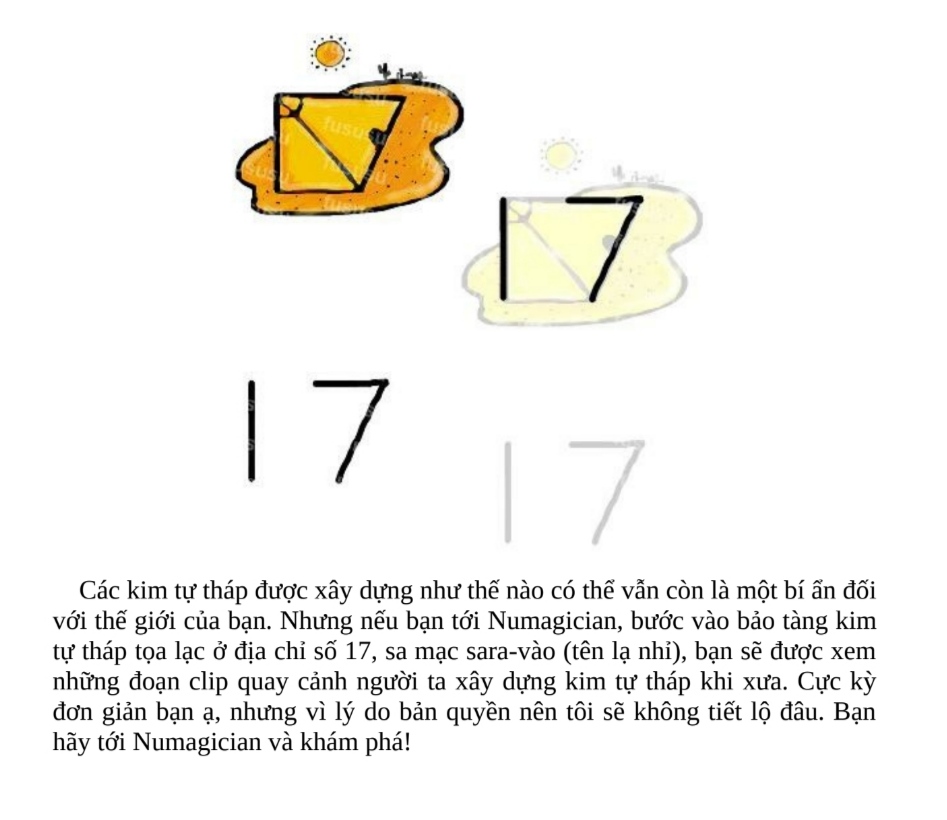 fususu
fususu
fususu
fususu
fususu
17
17
17
Các kim tự tháp được xây dựng như thế nào có thể vẫn còn là một bí ẩn đối
với thế giới của bạn. Nhưng nếu bạn tới Numagician, bước vào bảo tàng kim
tự tháp tọa lạc ở địa chỉ số 17, sa mạc sara-vào (tên lạ nhỉ), bạn sẽ được xem
những đoạn clip quay cảnh người ta xây dựng kim tự tháp khi xưa. Cực kỳ
đơn giản bạn ạ, nhưng vì lý do bản quyền nên tôi sẽ không tiết lộ đâu. Bạn
hãy tới Numagician và khám phá!